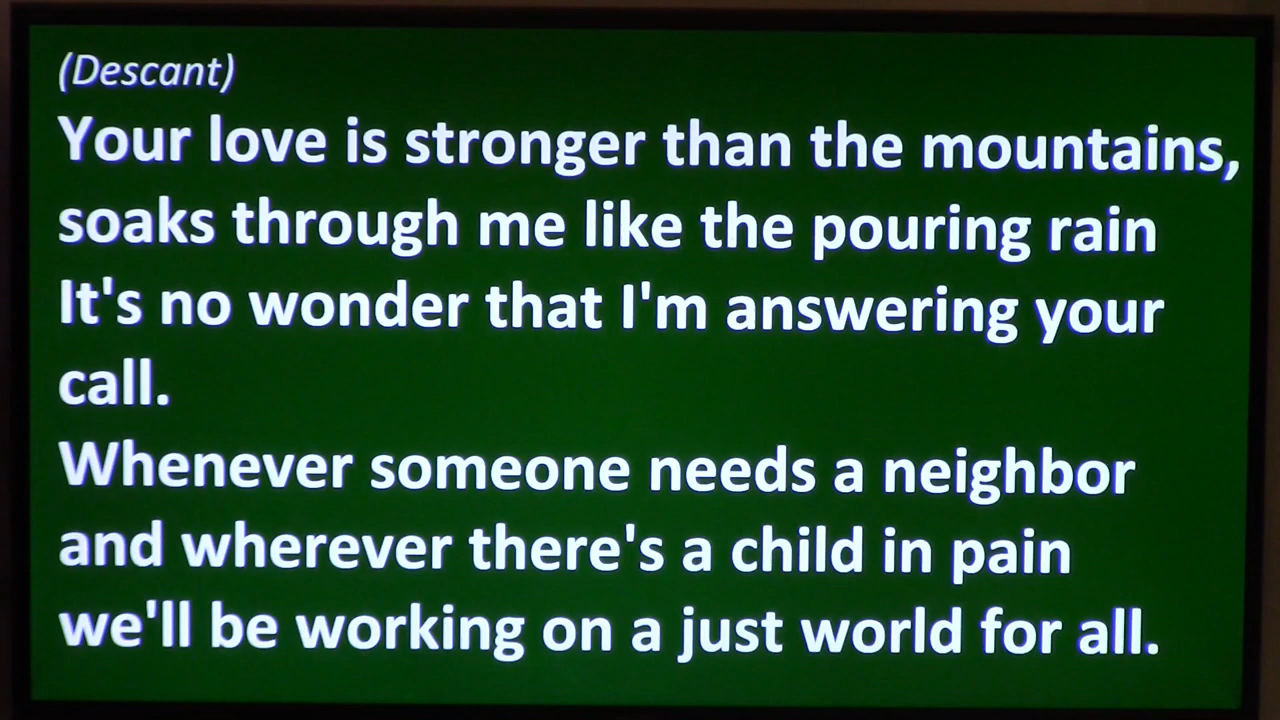 (Descant)
Your love is stronger than the mountains,
soaks through me like the pouring rain
It's no wonder that I'm answering your
call.
Whenever someone needs a neighbor
and wherever there's a child in pain
we'll be working on a just world for all.